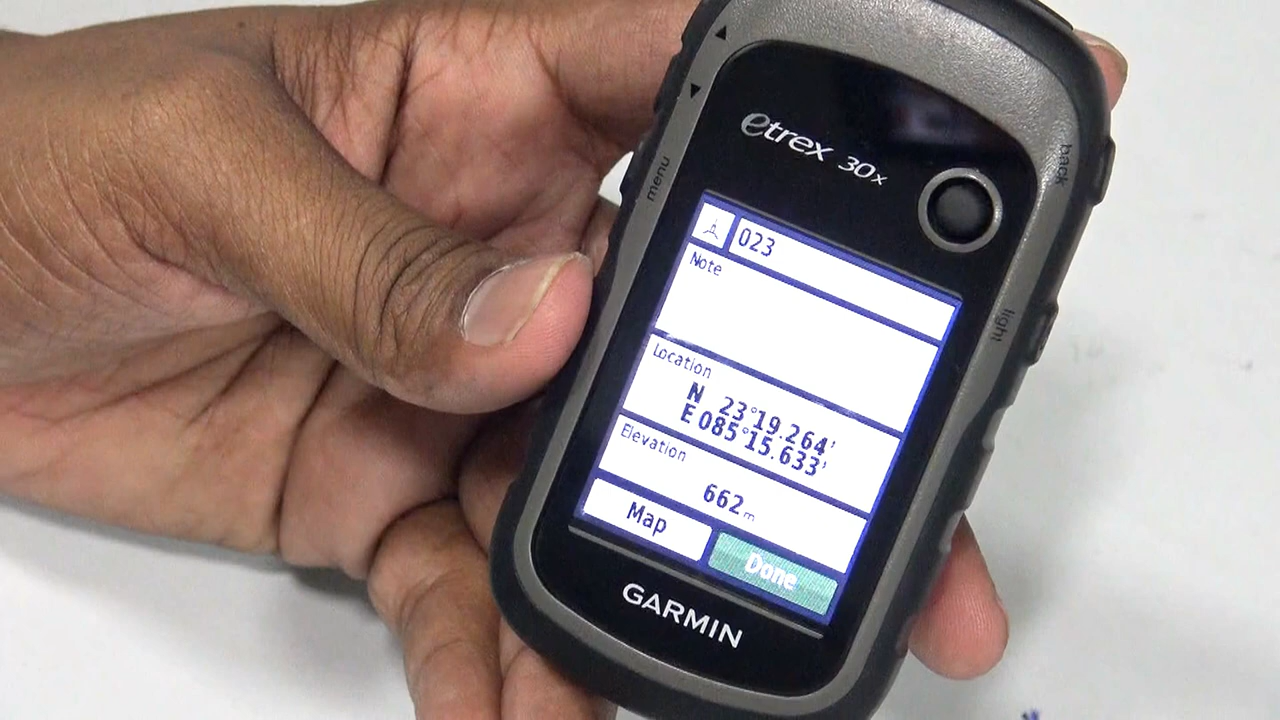 etrex 30x
menu
back
light
023
Note
Location
N 23°19.264'
E 085°15.633'
Elevation
662m
Map
Done
GARMIN